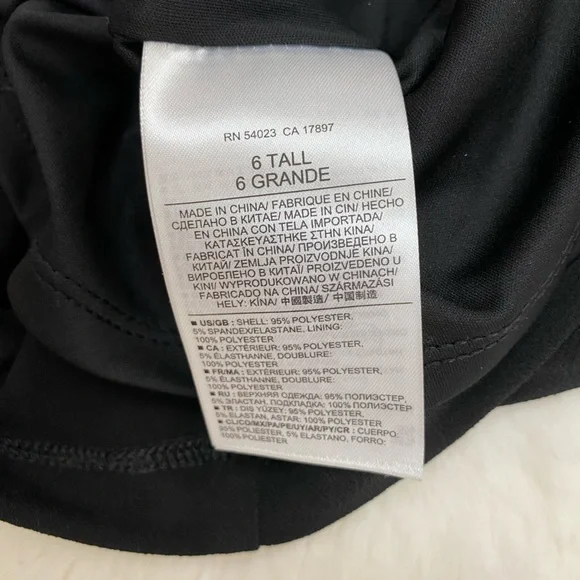 RN 54023 CA 17897
6 TALL
6 GRANDE
MADE IN CHINA/ FABRIQUE EN CHINE/
СДЕЛАНО В КИТАЕ/ MADE IN CIN/ HECHO
EN CHINA CON TELA IMPORTADA/
ΚΑΤΑΣΚΕΥΑΣΤΗΚΕ ΣΤΗΝ ΚΙΝΑ/
FABRICAT ÎN CHINA/ ПРОИЗВЕДЕНО В
КИТАЙ/ ZEMLJA PROIZVODNJE KINA/
ВИРОБЛЕНО В КИТАЇ/ PROIZVEDENO U
KINI/ WYPRODUKOWANO W CHINACH/
FABRICADO NA CHINA/ SZÁRMAZÁSI
HELY: KÍNA/ 中國製造/ 中国制造
■ US/GB : SHELL: 95% POLYESTER,
5% SPANDEX/ELASTANE, LINING:
100% POLYESTER
■ CA : EXTÉRIEUR: 95% POLYESTER,
5% ÉLASTHANNE, DOUBLURE:
100% POLYESTER
■ FR/MA : EXTÉRIEUR: 95% POLYESTER,
5% ÉLASTHANNE, DOUBLURE:
100% POLYESTER
■ RU : ВЕРХНЯЯ ОДЕЖДА: 95% ПОЛИЭСТЕР,
5% ЭЛАСТАН, ПОДКЛАДКА: 100% ПОЛИЭСТЕР
■ TR : DIŞ YÜZEY: 95% POLYESTER,
5% ELASTAN, ASTAR: 100% POLYESTER
■ CL/CO/MX/PA/PE/UY/AR/PY/CR : CUERPO,
95% POLIÉSTER, 5% ELASTANO, FORRO:
100% POLIÉSTER